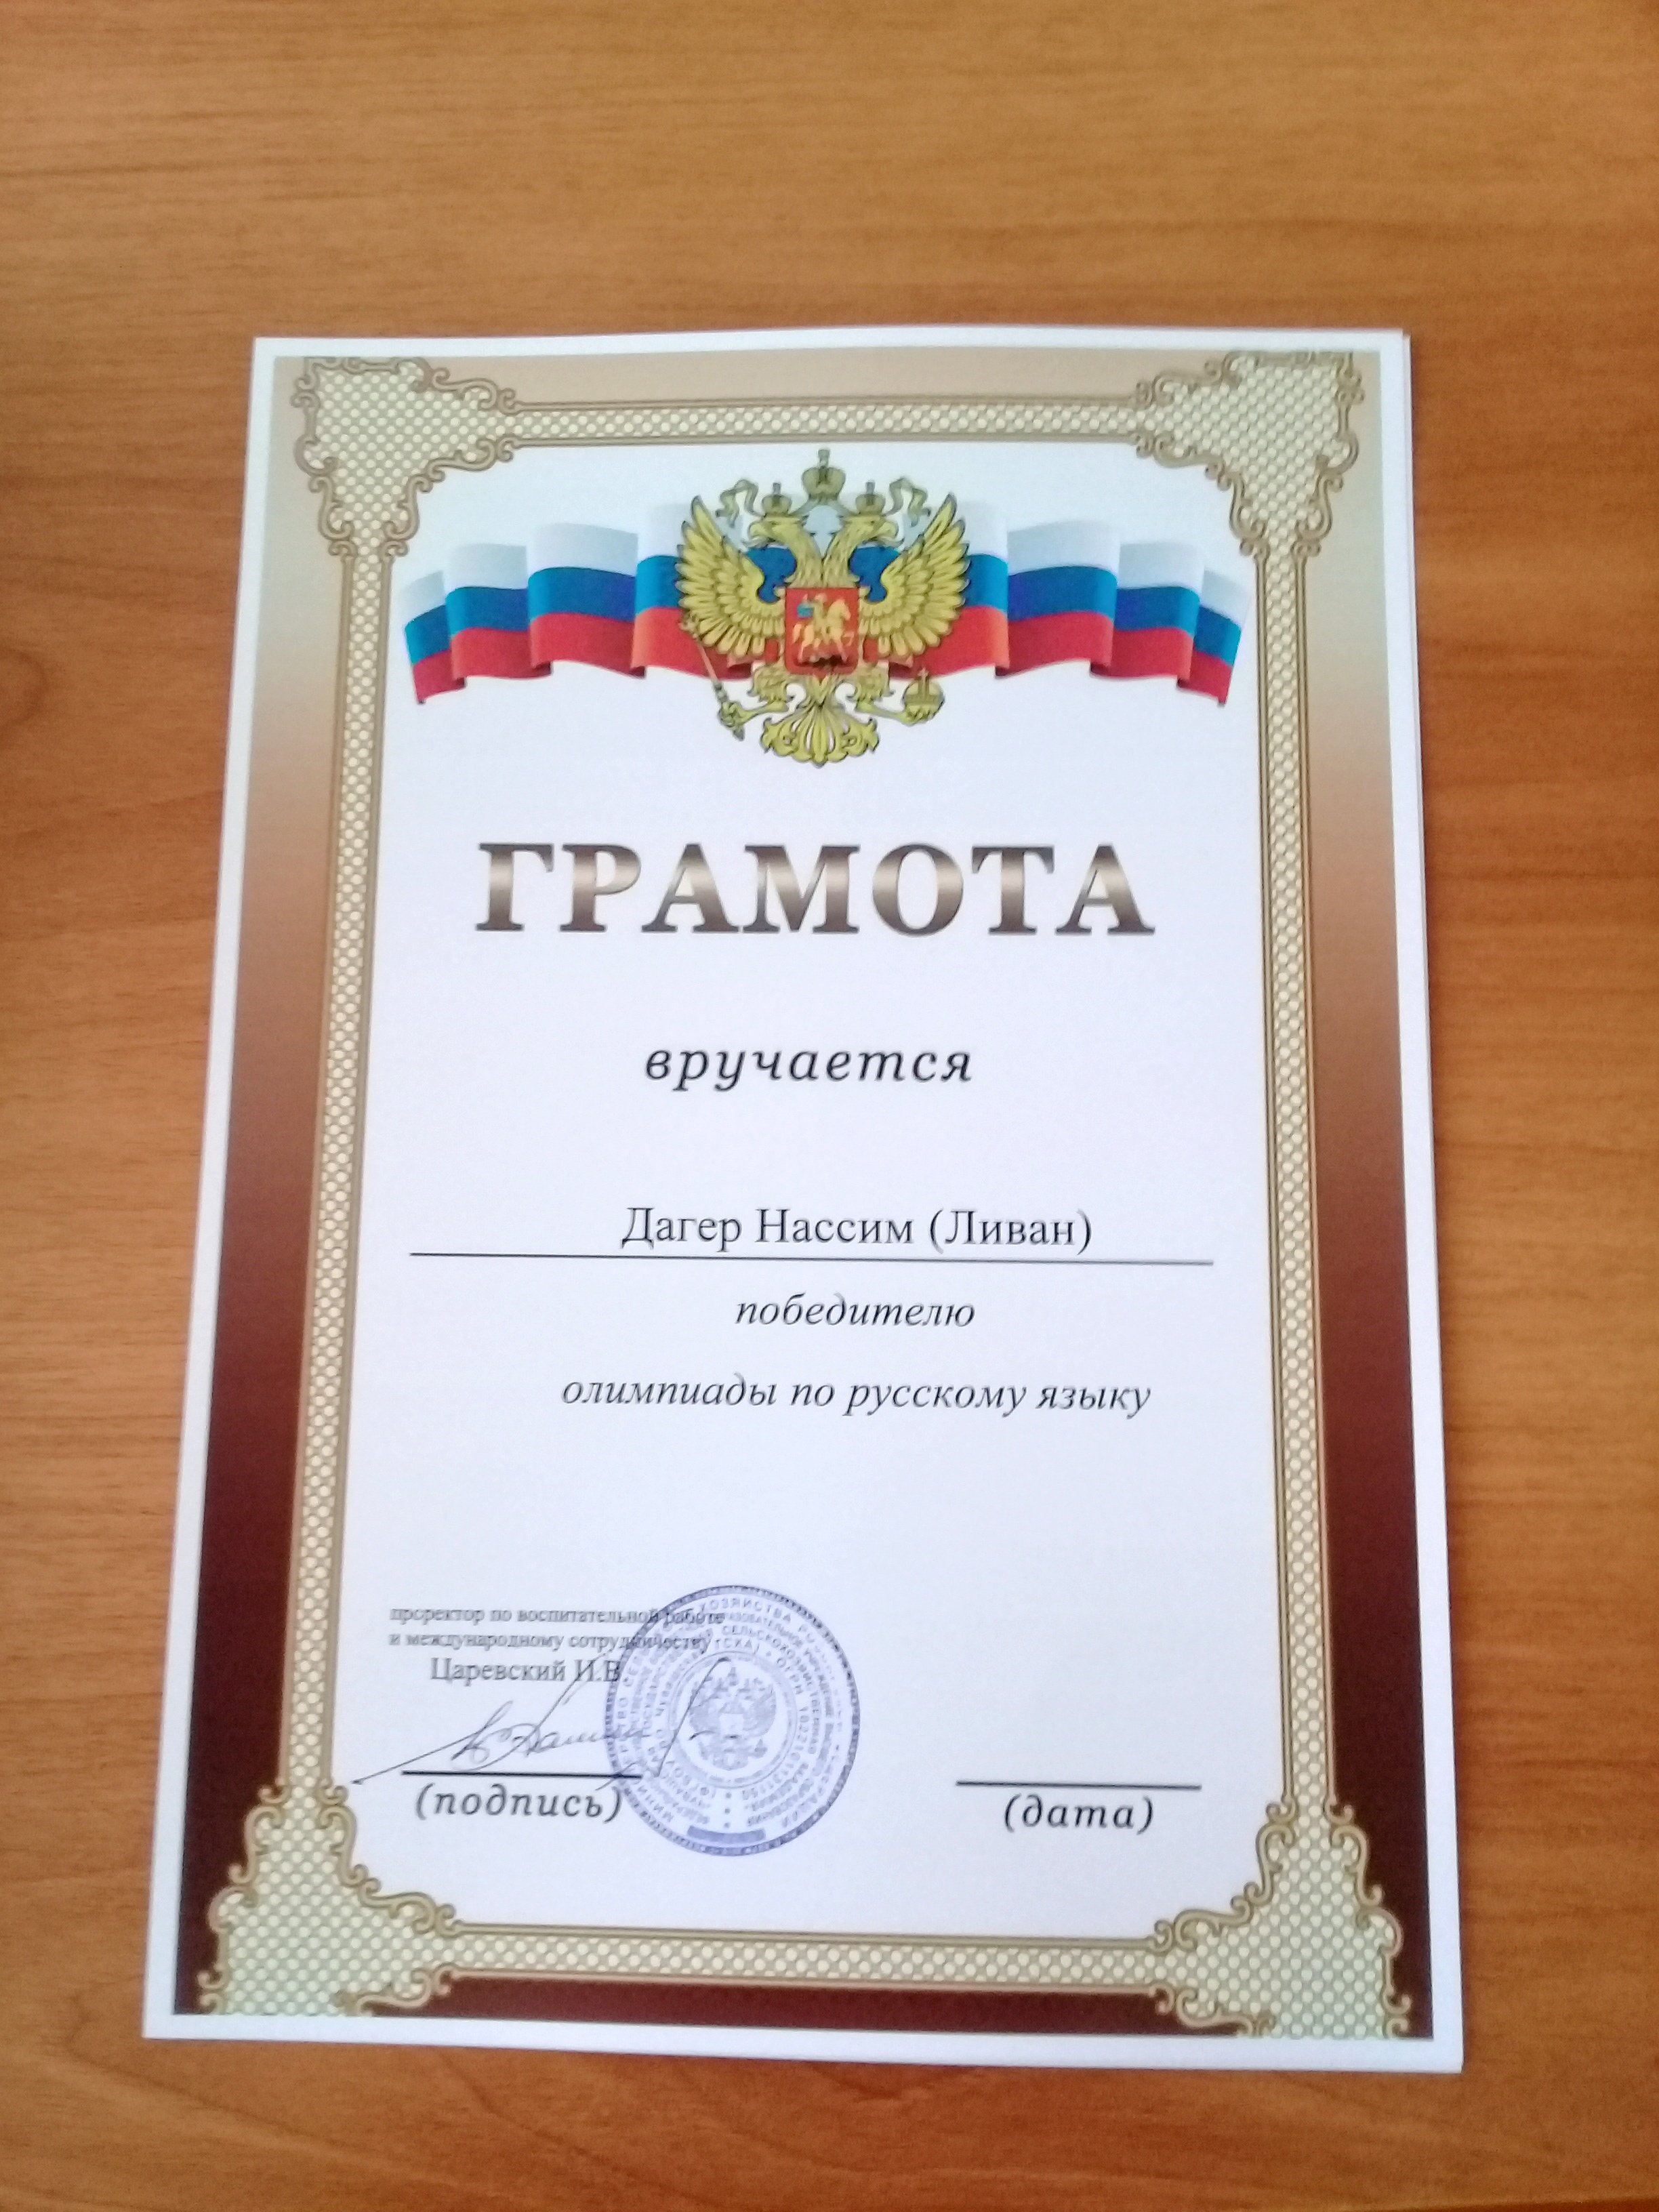 ГРАМОТА
вручается
Дагер Нассим (Ливан)
победителю
олимпиады по русскому языку
проректор по воспитательной работе
и международному сотрудничеству
Царевский И.В
(подпись)
(дата)